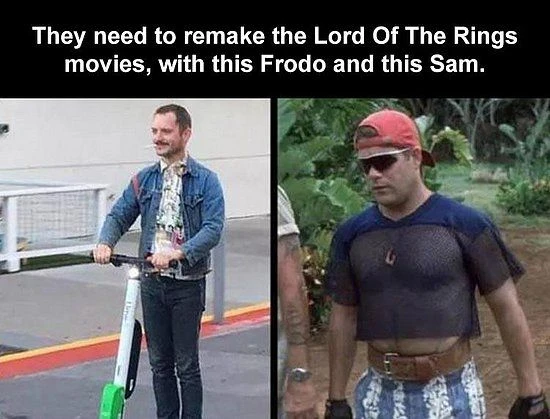 They need to remake the Lord Of The Rings
movies, with this Frodo and this Sam.